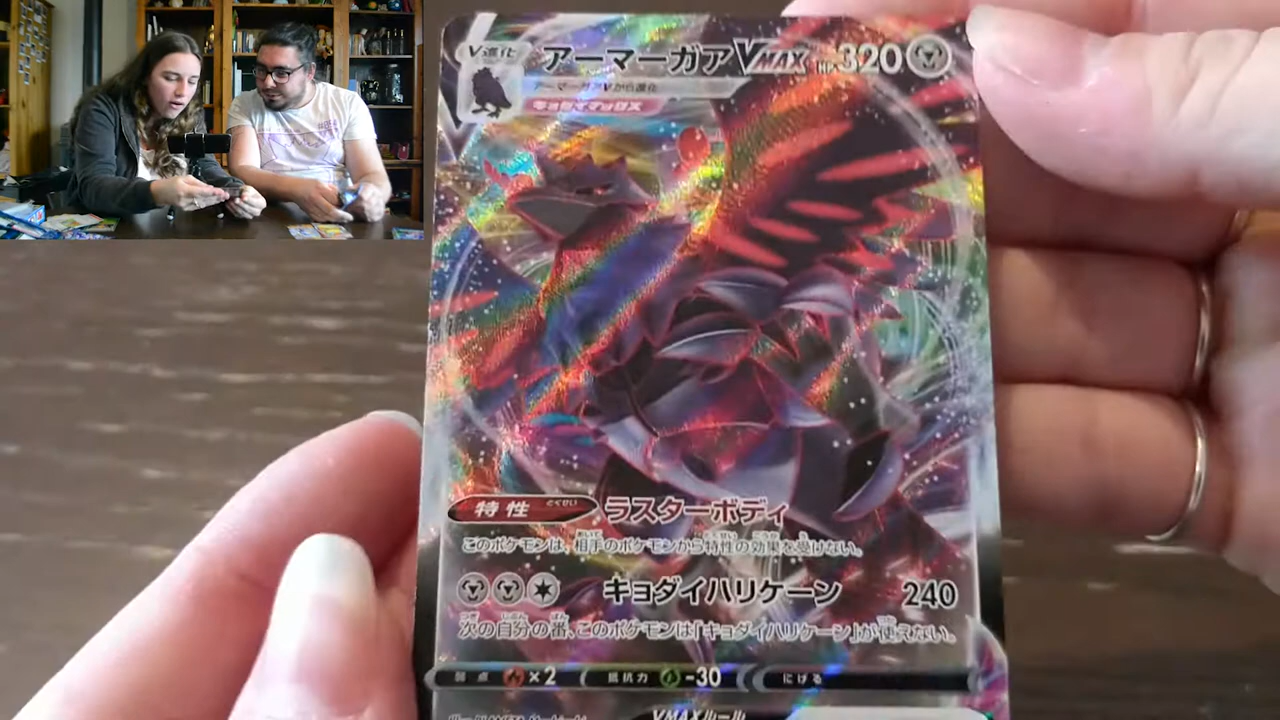 V進化 アーマーガアVMAX HP320
アーマーガアVから進化
キョダイマックス
特性 とくせい ラスターボディ
このポケモンは、相手のポケモンから特性の効果を受けない。
キョダイハリケーン 240
次の自分の番、このポケモンは「キョダイハリケーン」が使えない。
弱点 ×2 抵抗力 -30 にげる
VMAXルール